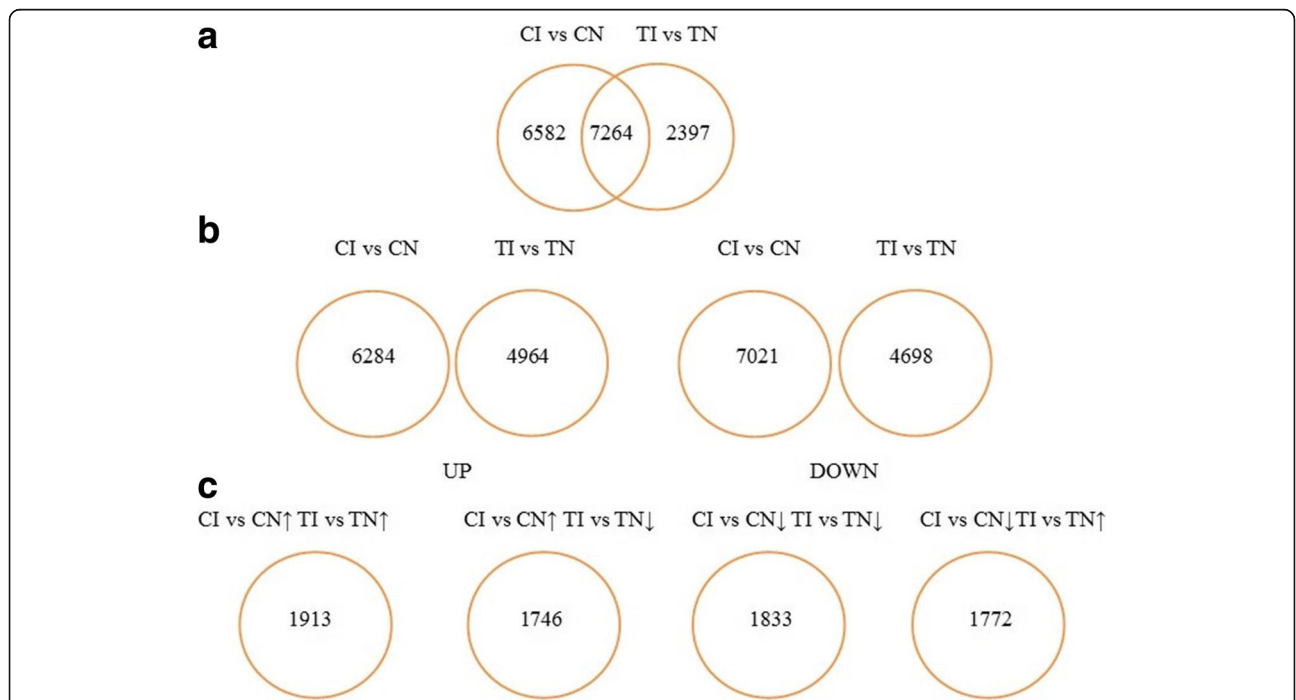 a
CI vs CN TI vs TN
6582 7264 2397
b
CI vs CN TI vs TN CI vs CN TI vs TN
6284 4964 7021 4698
UP DOWN
c
CI vs CN↑ TI vs TN↑ CI vs CN↑ TI vs TN↓ CI vs CN↓ TI vs TN↓ CI vs CN↓TI vs TN↑
1913 1746 1833 1772